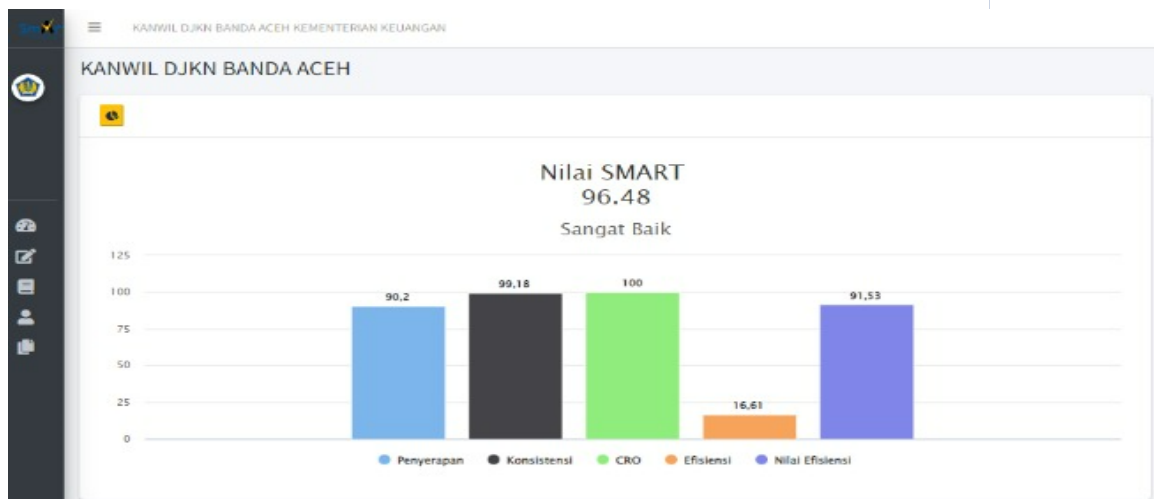 KANWIL DJKN BANDA ACEH KEMENTERIAN KEUANGAN
KANWIL DJKN BANDA ACEH
Nilai SMART
96.48
Sangat Baik
125
100
75
50
25
0
90,2
99,18
100
16,61
91,53
Penyerapan Konsistensi CRO Efisiensi Nilai Efisiensi